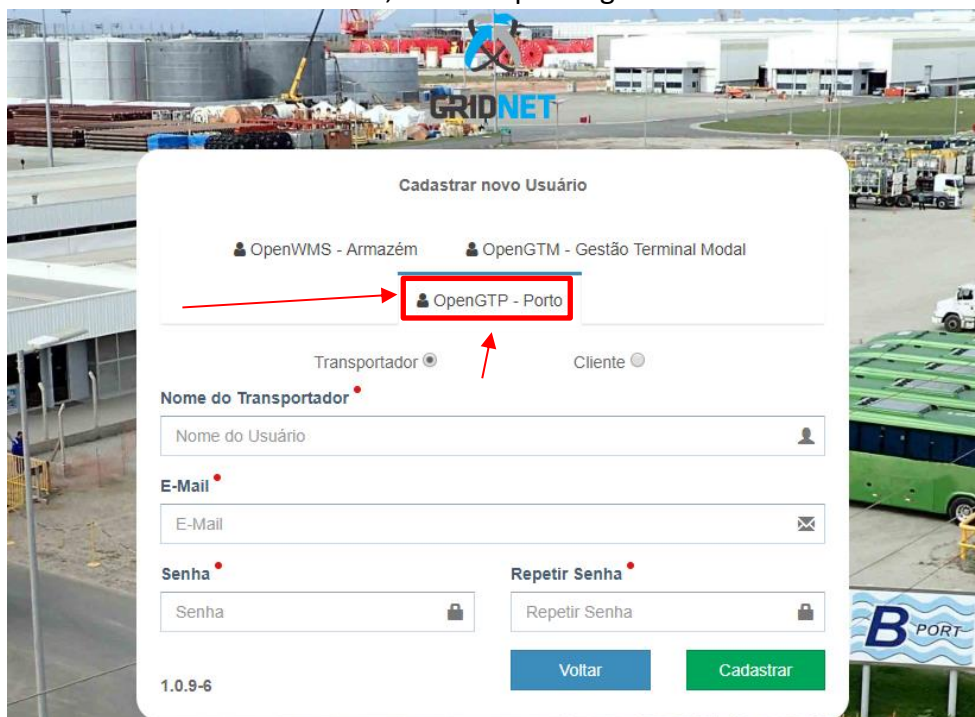 GRIDNET
Cadastrar novo Usuário
OpenWMS - Armazém OpenGTM - Gestão Terminal Modal
OpenGTP - Porto
Transportador Cliente
Nome do Transportador
Nome do Usuário
E-Mail
E-Mail
Senha Repetir Senha
Senha Repetir Senha
B PORT
Voltar Cadastrar
1.0.9-6